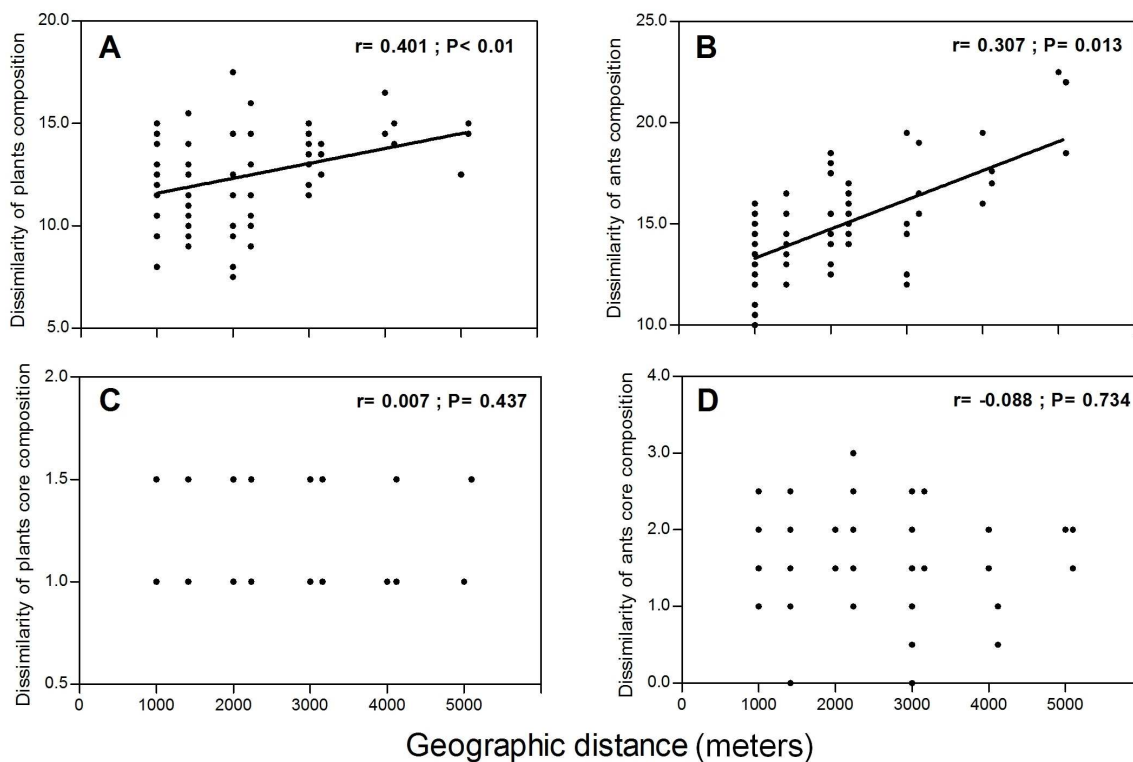 A
r= 0.401 ; P< 0.01
Dissimilarity of plants composition
20.0
15.0
10.0
5.0
B
r= 0.307 ; P= 0.013
Dissimilarity of ants composition
25.0
20.0
15.0
10.0
C
r= 0.007 ; P= 0.437
Dissimilarity of plants core composition
2.0
1.5
1.0
0.5
0 1000 2000 3000 4000 5000
D
r= -0.088 ; P= 0.734
Dissimilarity of ants core composition
4.0
3.0
2.0
1.0
0.0
0 1000 2000 3000 4000 5000
Geographic distance (meters)